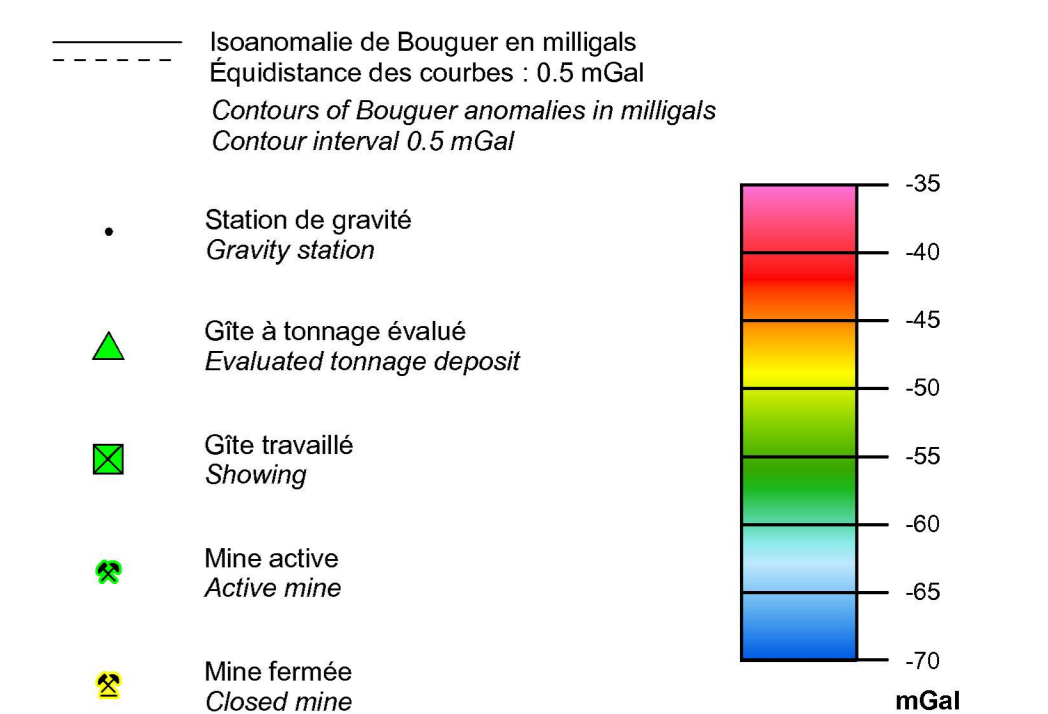 Isoanomalie de Bouguer en milligals
Équidistance des courbes : 0.5 mGal
Contours of Bouguer anomalies in milligals
Contour interval 0.5 mGal
Station de gravité
Gravity station
Gîte à tonnage évalué
Evaluated tonnage deposit
Gîte travaillé
Showing
Mine active
Active mine
Mine fermée
Closed mine
-35
-40
-45
-50
-55
-60
-65
-70
mGal